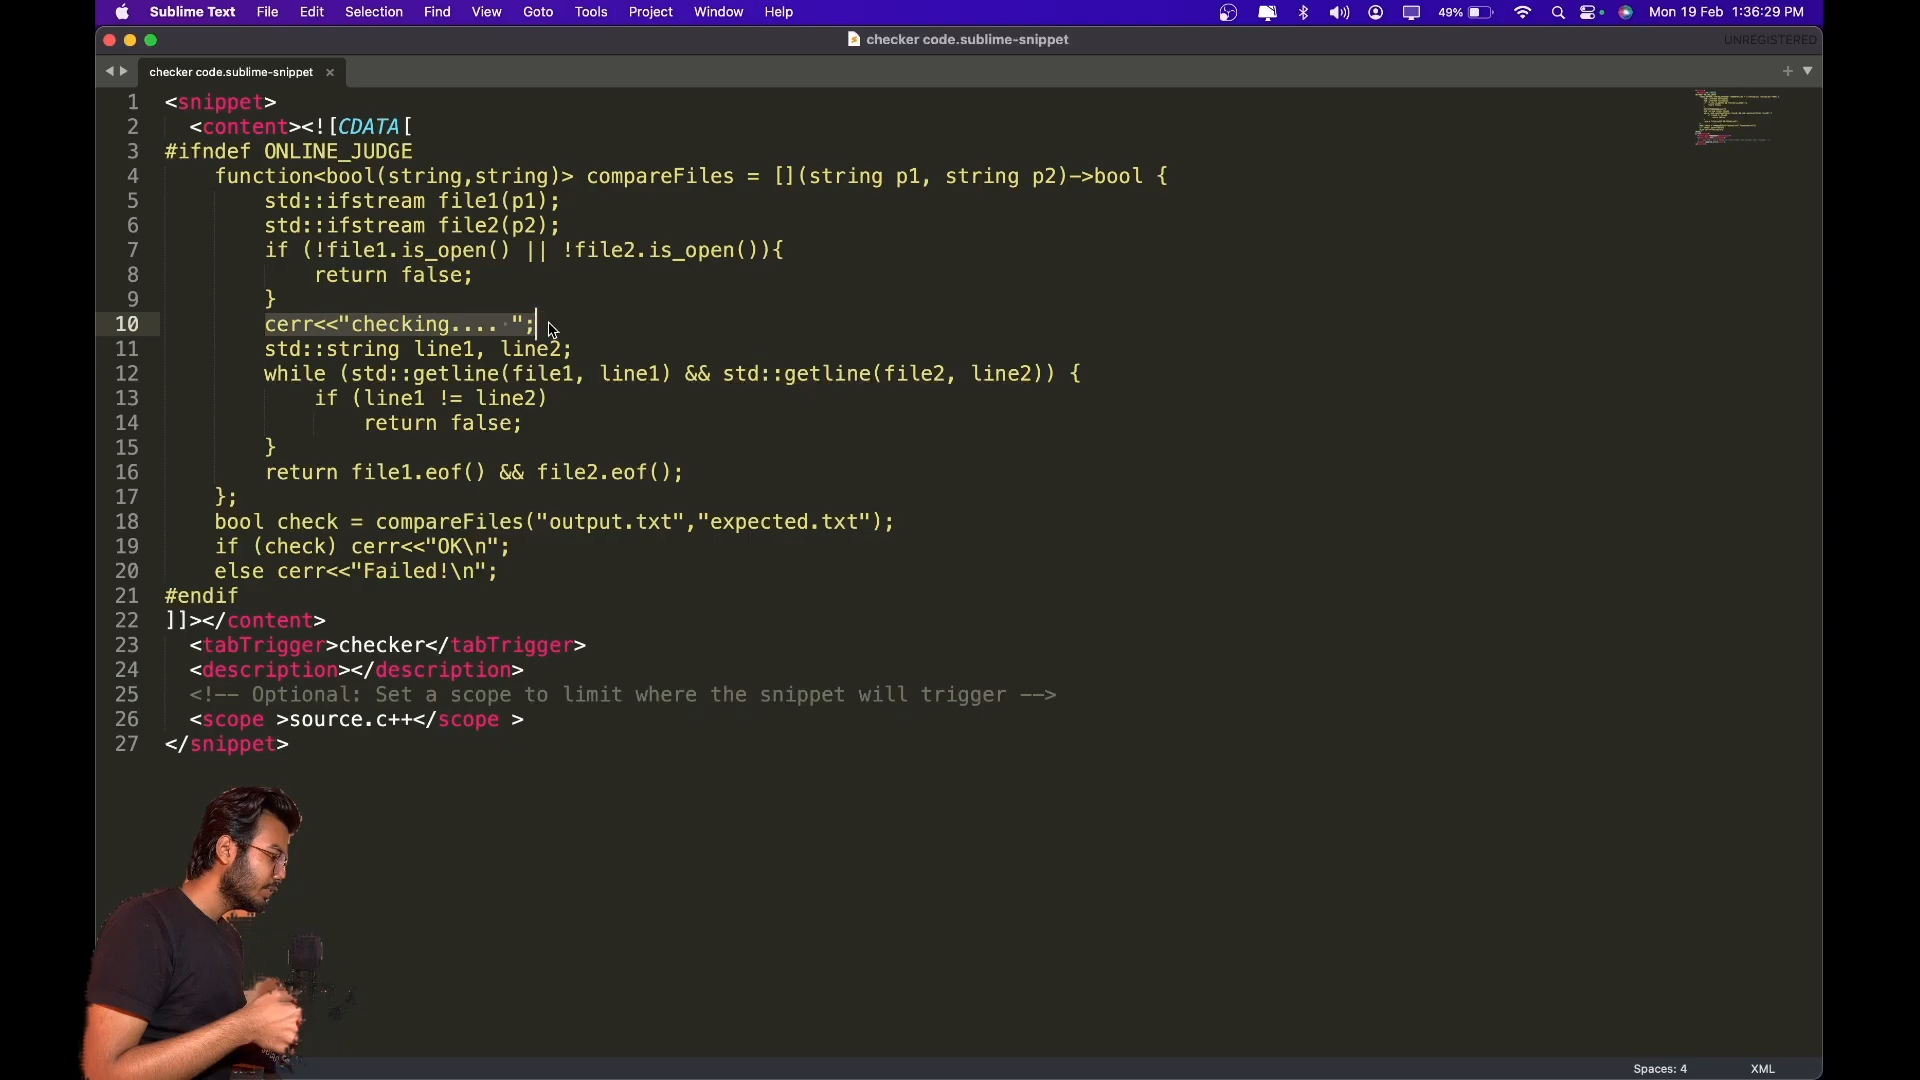 Sublime Text File Edit Selection Find View Goto Tools Project Window Help 49% Mon 19 Feb 1:36:29 PM
checker code.sublime-snippet UNREGISTERED
checker code.sublime-snippet ×
1 <snippet>
2 <content><![CDATA[
3 #ifndef ONLINE_JUDGE
4 function<bool(string,string)> compareFiles = [](string p1, string p2)->bool {
5 std::ifstream file1(p1);
6 std::ifstream file2(p2);
7 if (!file1.is_open() || !file2.is_open()){
8 return false;
9 }
10 cerr<<"checking.... ";
11 std::string line1, line2;
12 while (std::getline(file1, line1) && std::getline(file2, line2)) {
13 if (line1 != line2)
14 return false;
15 }
16 return file1.eof() && file2.eof();
17 };
18 bool check = compareFiles("output.txt","expected.txt");
19 if (check) cerr<<"OK\n";
20 else cerr<<"Failed!\n";
21 #endif
22 ]]></content>
23 <tabTrigger>checker</tabTrigger>
24 <description></description>
25 <!-- Optional: Set a scope to limit where the snippet will trigger -->
26 <scope >source.c++</scope >
27 </snippet>
Spaces: 4 XML